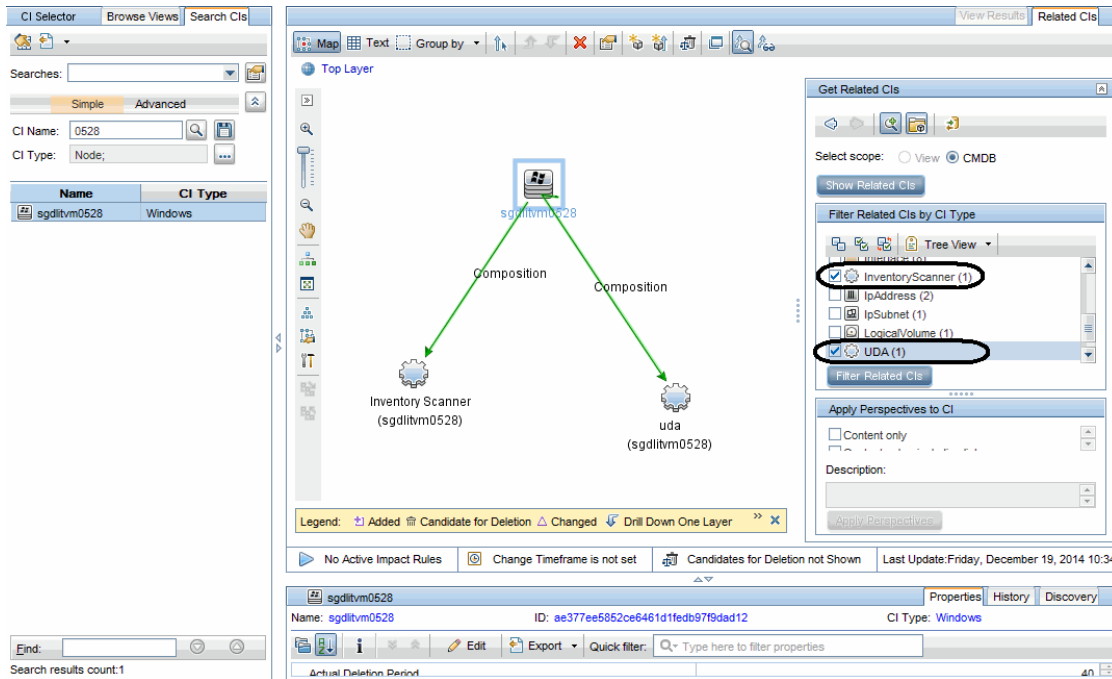 CI Selector Browse Views Search CIs
Searches:
Simple Advanced
CI Name: 0528
CI Type: Node; ...
Name CI Type
sgdlitvm0528 Windows
Find:
Search results count:1
View Results Related CIs
Map Text Group by
Top Layer
sgdlitvm0528
Composition
Composition
Inventory Scanner
(sgdlitvm0528)
uda
(sgdlitvm0528)
Legend: Added Candidate for Deletion Changed Drill Down One Layer »
No Active Impact Rules Change Timeframe is not set Candidates for Deletion not Shown Last Update:Friday, December 19, 2014 10:34
Get Related CIs
Select scope: View CMDB
Show Related CIs
Filter Related CIs by CI Type
Tree View
Interface (8)
InventoryScanner (1)
IpAddress (2)
IpSubnet (1)
LogicalVolume (1)
UDA (1)
Filter Related CIs
Apply Perspectives to CI
Content only
Description:
Apply Perspectives
sgdlitvm0528 Properties History Discovery
Name: sgdlitvm0528 ID: ae377ee5852ce6461d1fedb97f9dad12 CI Type: Windows
Edit Export Quick filter: Type here to filter properties
Actual Deletion Period 40